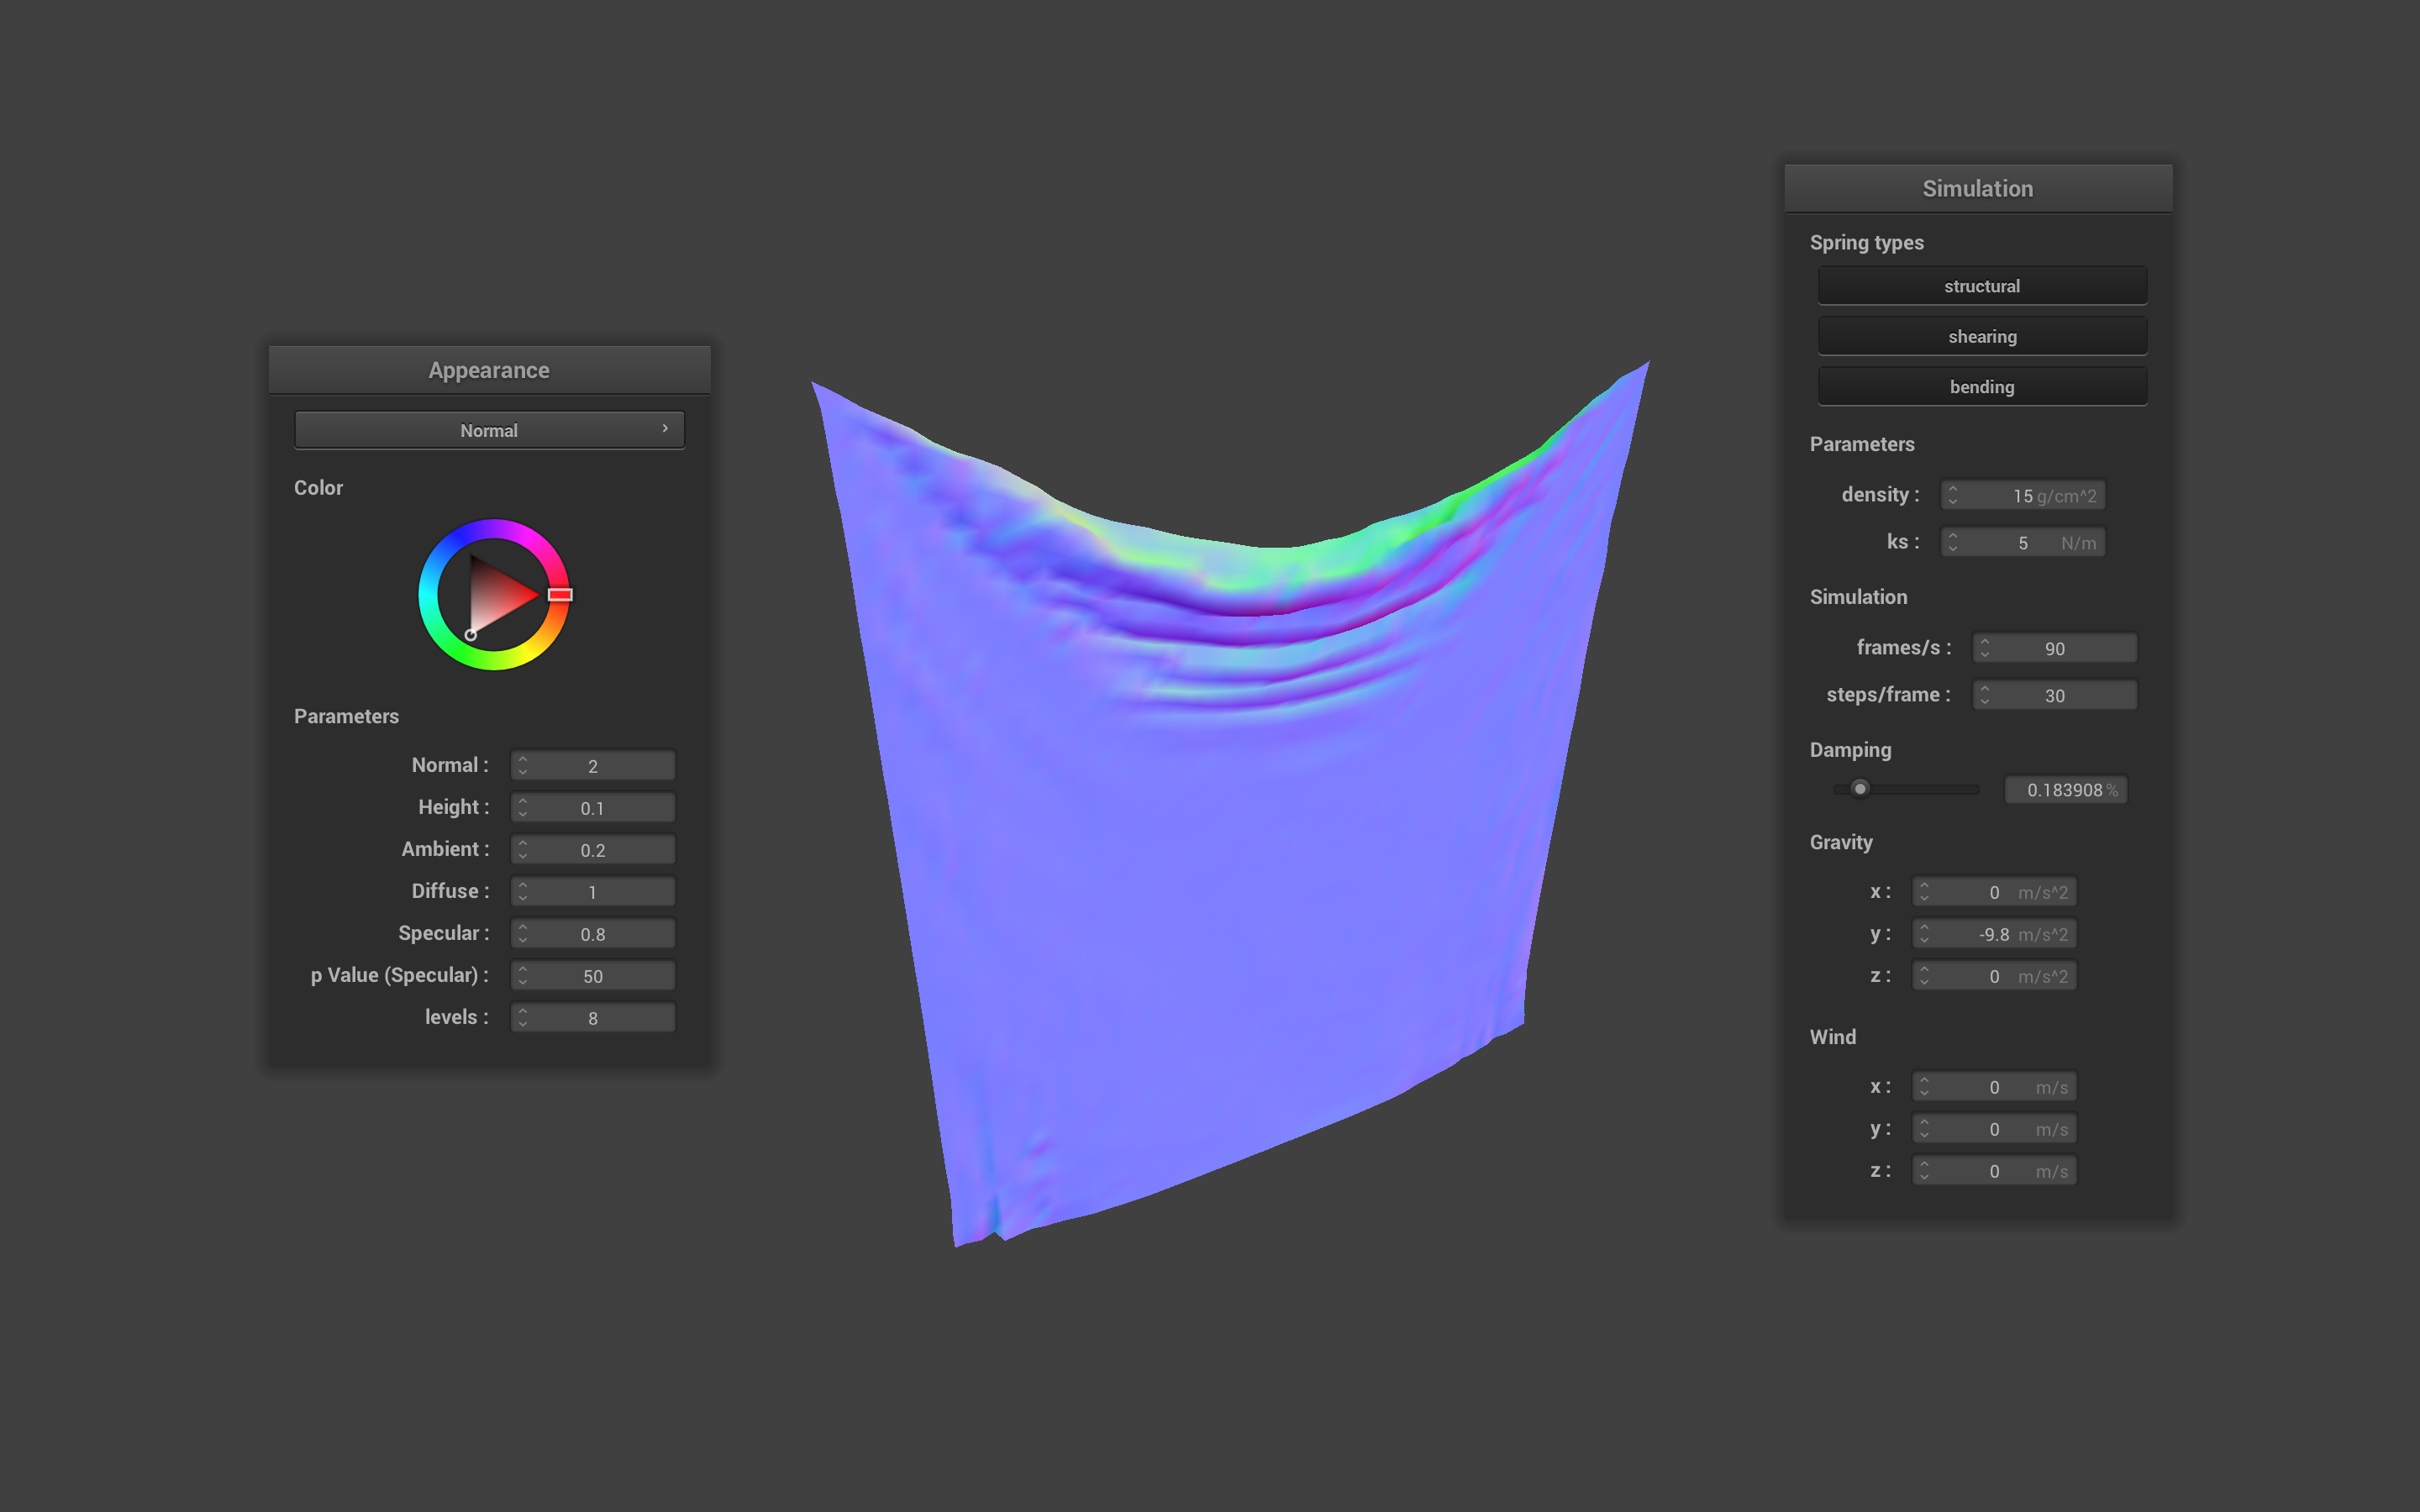 Appearance
Normal
Color
Parameters
Normal : 2
Height : 0.1
Ambient : 0.2
Diffuse : 1
Specular : 0.8
p Value (Specular) : 50
levels : 8
Simulation
Spring types
structural
shearing
bending
Parameters
density : 15 g/cm^2
ks : 5 N/m
Simulation
frames/s : 90
steps/frame : 30
Damping
0.183908 %
Gravity
x : 0 m/s^2
y : -9.8 m/s^2
z : 0 m/s^2
Wind
x : 0 m/s
y : 0 m/s
z : 0 m/s